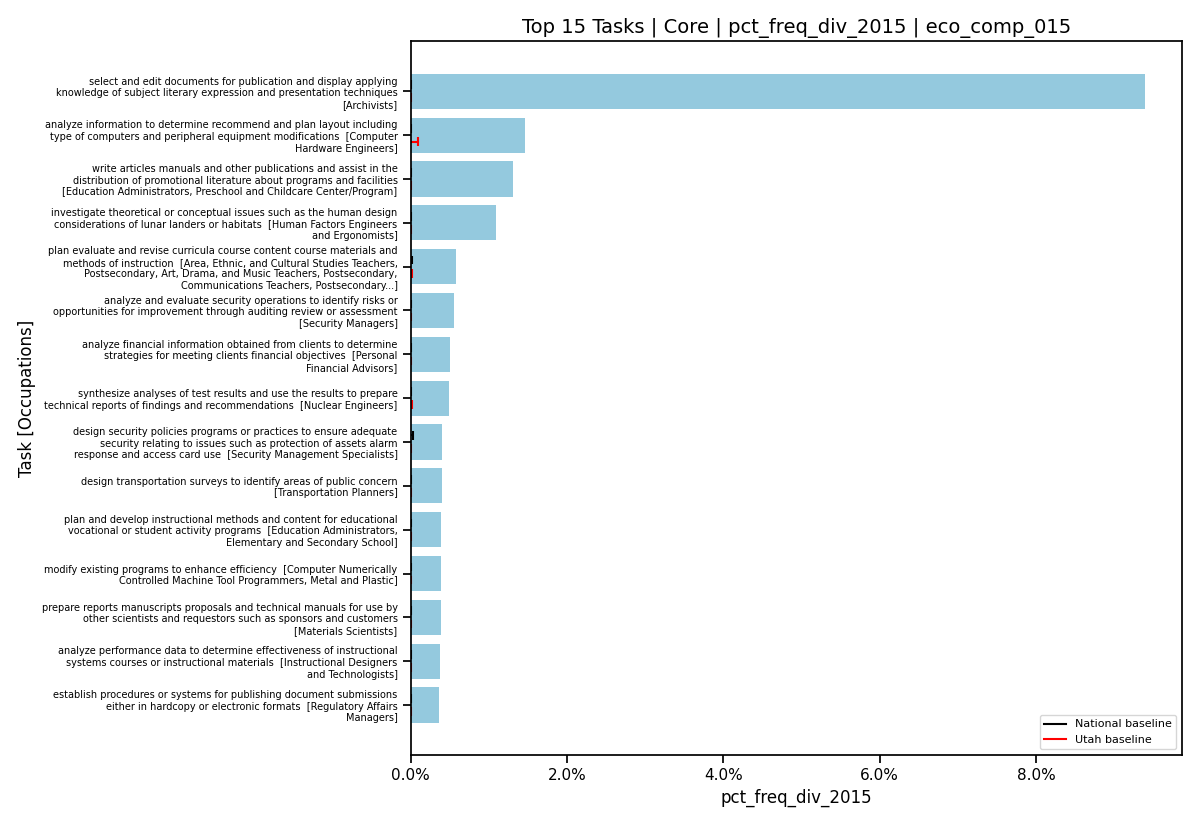 Top 15 Tasks | Core | pct_freq_div_2015 | eco_comp_015
Task [Occupations]
select and edit documents for publication and display applying
knowledge of subject literary expression and presentation techniques
[Archivists]
analyze information to determine recommend and plan layout including
type of computers and peripheral equipment modifications  [Computer
Hardware Engineers]
write articles manuals and other publications and assist in the
distribution of promotional literature about programs and facilities
[Education Administrators, Preschool and Childcare Center/Program]
investigate theoretical or conceptual issues such as the human design
considerations of lunar landers or habitats  [Human Factors Engineers
and Ergonomists]
plan evaluate and revise curricula course content course materials and
methods of instruction  [Area, Ethnic, and Cultural Studies Teachers,
Postsecondary, Art, Drama, and Music Teachers, Postsecondary,
Communications Teachers, Postsecondary...]
analyze and evaluate security operations to identify risks or
opportunities for improvement through auditing review or assessment
[Security Managers]
analyze financial information obtained from clients to determine
strategies for meeting clients financial objectives  [Personal
Financial Advisors]
synthesize analyses of test results and use the results to prepare
technical reports of findings and recommendations  [Nuclear Engineers]
design security policies programs or practices to ensure adequate
security relating to issues such as protection of assets alarm
response and access card use  [Security Management Specialists]
design transportation surveys to identify areas of public concern
[Transportation Planners]
plan and develop instructional methods and content for educational
vocational or student activity programs  [Education Administrators,
Elementary and Secondary School]
modify existing programs to enhance efficiency  [Computer Numerically
Controlled Machine Tool Programmers, Metal and Plastic]
prepare reports manuscripts proposals and technical manuals for use by
other scientists and requestors such as sponsors and customers
[Materials Scientists]
analyze performance data to determine effectiveness of instructional
systems courses or instructional materials  [Instructional Designers
and Technologists]
establish procedures or systems for publishing document submissions
either in hardcopy or electronic formats  [Regulatory Affairs
Managers]
National baseline
Utah baseline
0.0% 2.0% 4.0% 6.0% 8.0%
pct_freq_div_2015